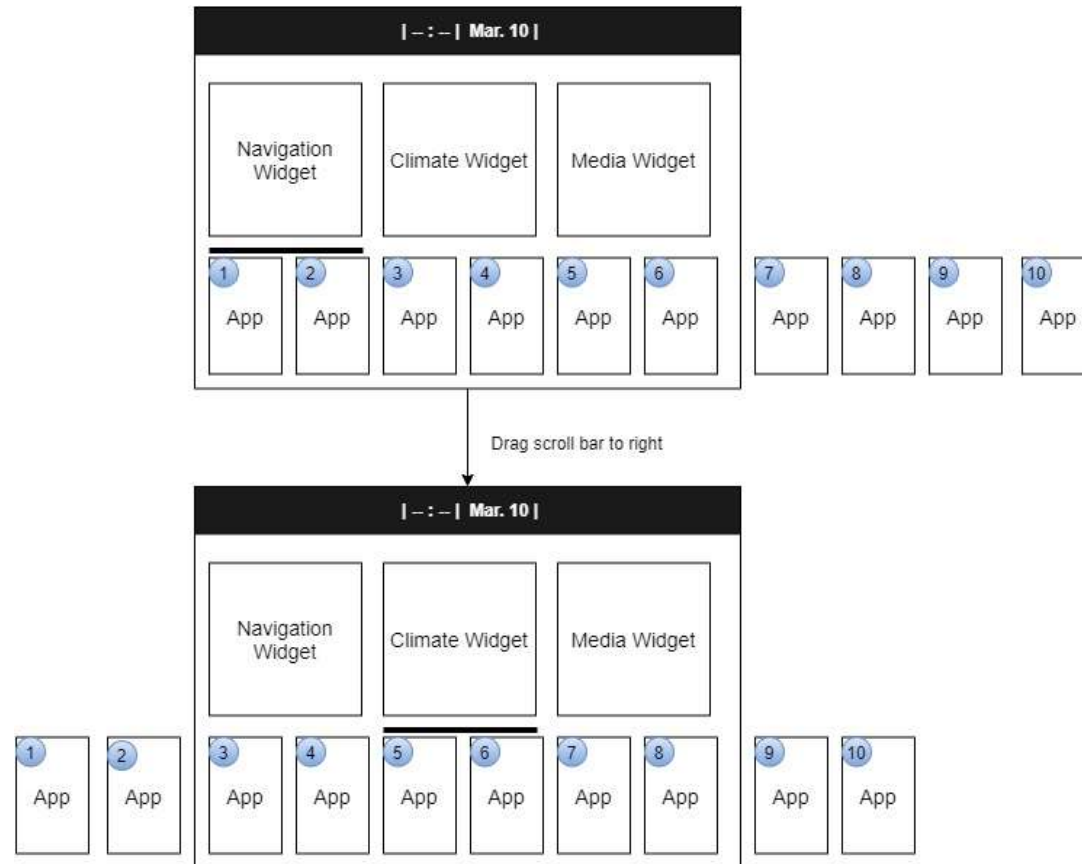 | -- : -- | Mar. 10 |
Navigation
Widget
Climate Widget
Media Widget
1
2
3
4
5
6
7
8
9
10
App
App
App
App
App
App
App
App
App
App
Drag scroll bar to right
| -- : -- | Mar. 10 |
Navigation
Widget
Climate Widget
Media Widget
1
2
3
4
5
6
7
8
9
10
App
App
App
App
App
App
App
App
App
App